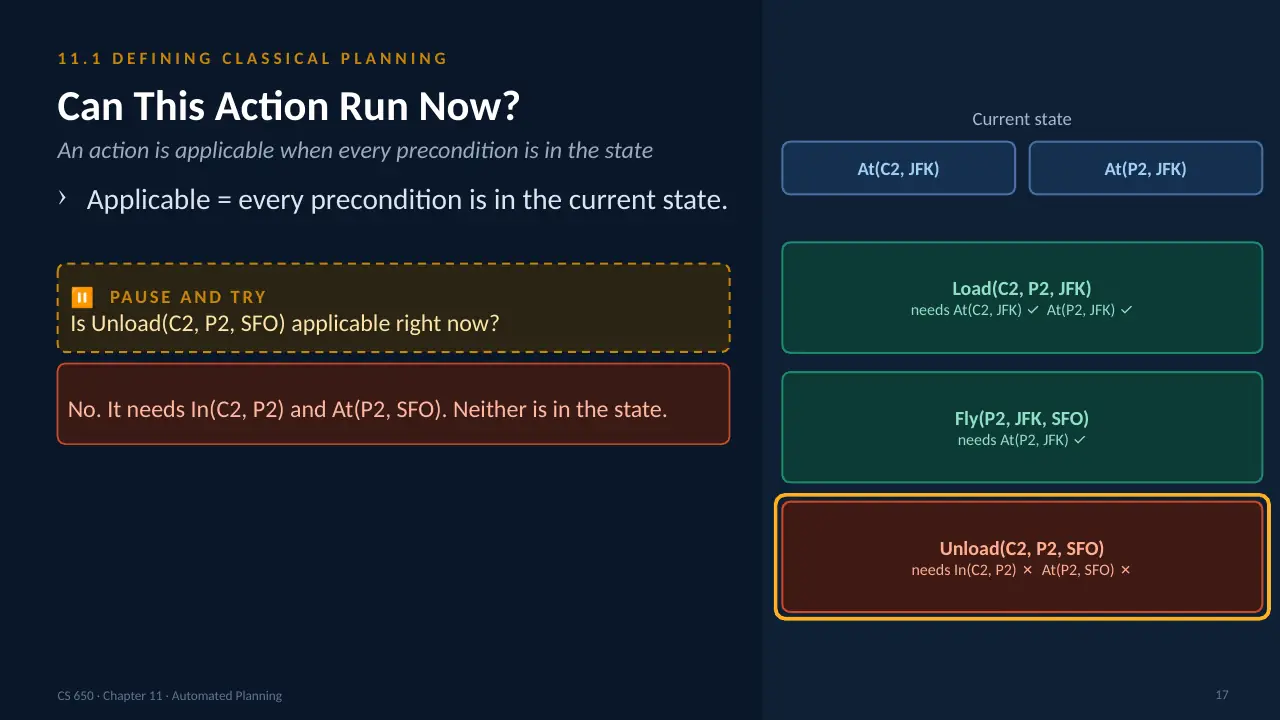 11.1 DEFINING CLASSICAL PLANNING
Can This Action Run Now?
An action is applicable when every precondition is in the state
› Applicable = every precondition is in the current state.
⏸ PAUSE AND TRY
Is Unload(C2, P2, SFO) applicable right now?
No. It needs In(C2, P2) and At(P2, SFO). Neither is in the state.
Current state
At(C2, JFK)
At(P2, JFK)
Load(C2, P2, JFK)
needs At(C2, JFK) ✓ At(P2, JFK) ✓
Fly(P2, JFK, SFO)
needs At(P2, JFK) ✓
Unload(C2, P2, SFO)
needs In(C2, P2) × At(P2, SFO) ×
CS 650 · Chapter 11 · Automated Planning
17